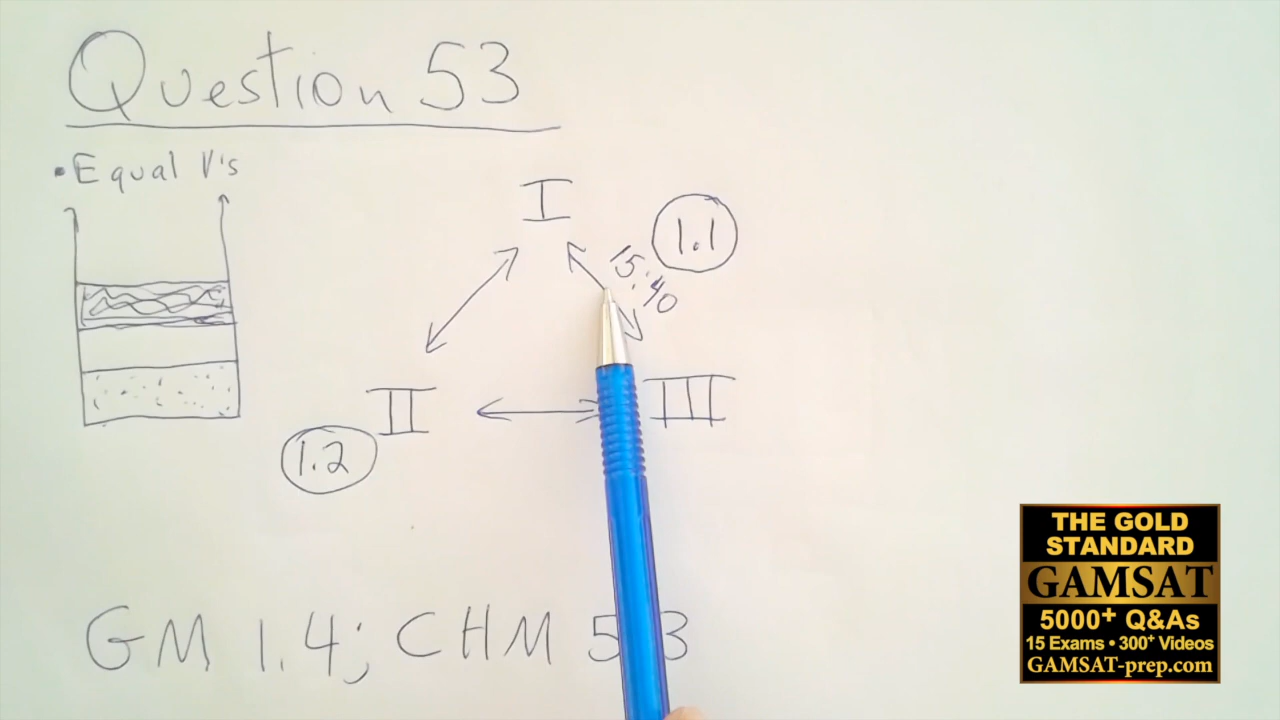 Question 53
• Equal V's
I
1.1
15:40
II
III
1.2
GM 1.4; CHM 5 3
THE GOLD
STANDARD
GAMSAT
5000+ Q&As
15 Exams • 300+ Videos
GAMSAT-prep.com